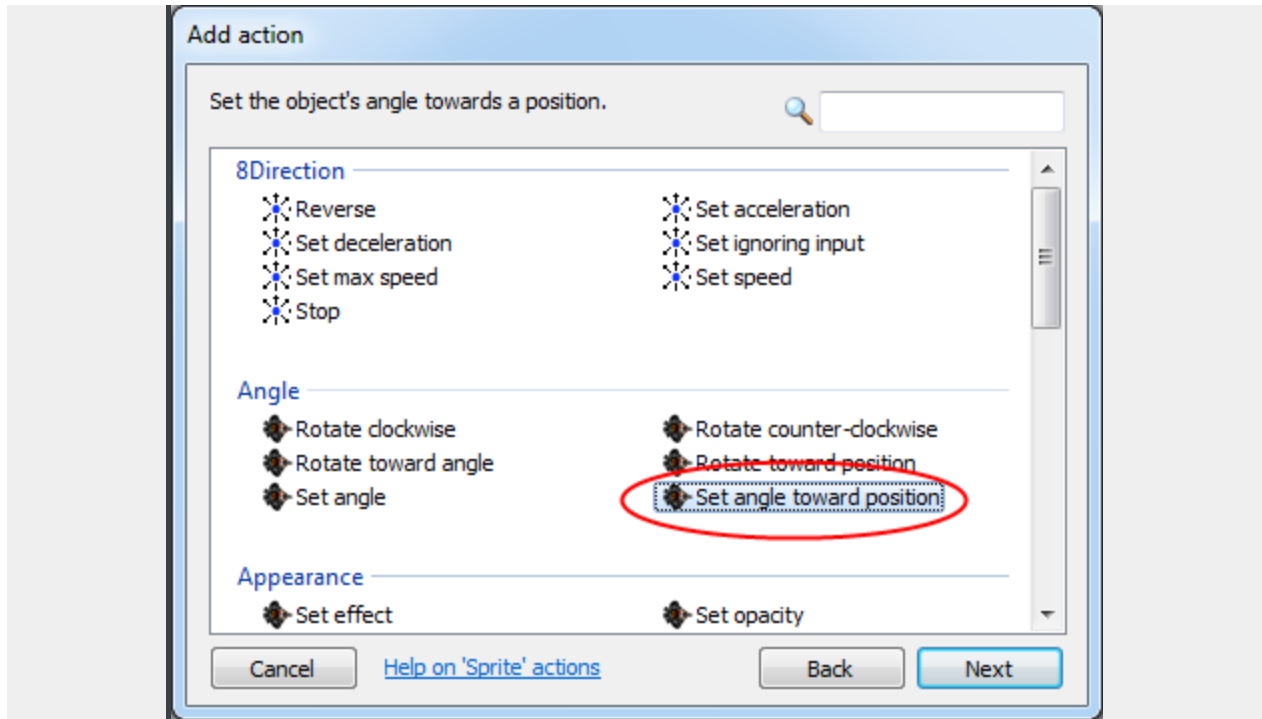 Add action
Set the object's angle towards a position.
8Direction
Reverse
Set acceleration
Set deceleration
Set ignoring input
Set max speed
Set speed
Stop
Angle
Rotate clockwise
Rotate counter-clockwise
Rotate toward angle
Rotate toward position
Set angle
Set angle toward position
Appearance
Set effect
Set opacity
Cancel
Help on 'Sprite' actions
Back
Next